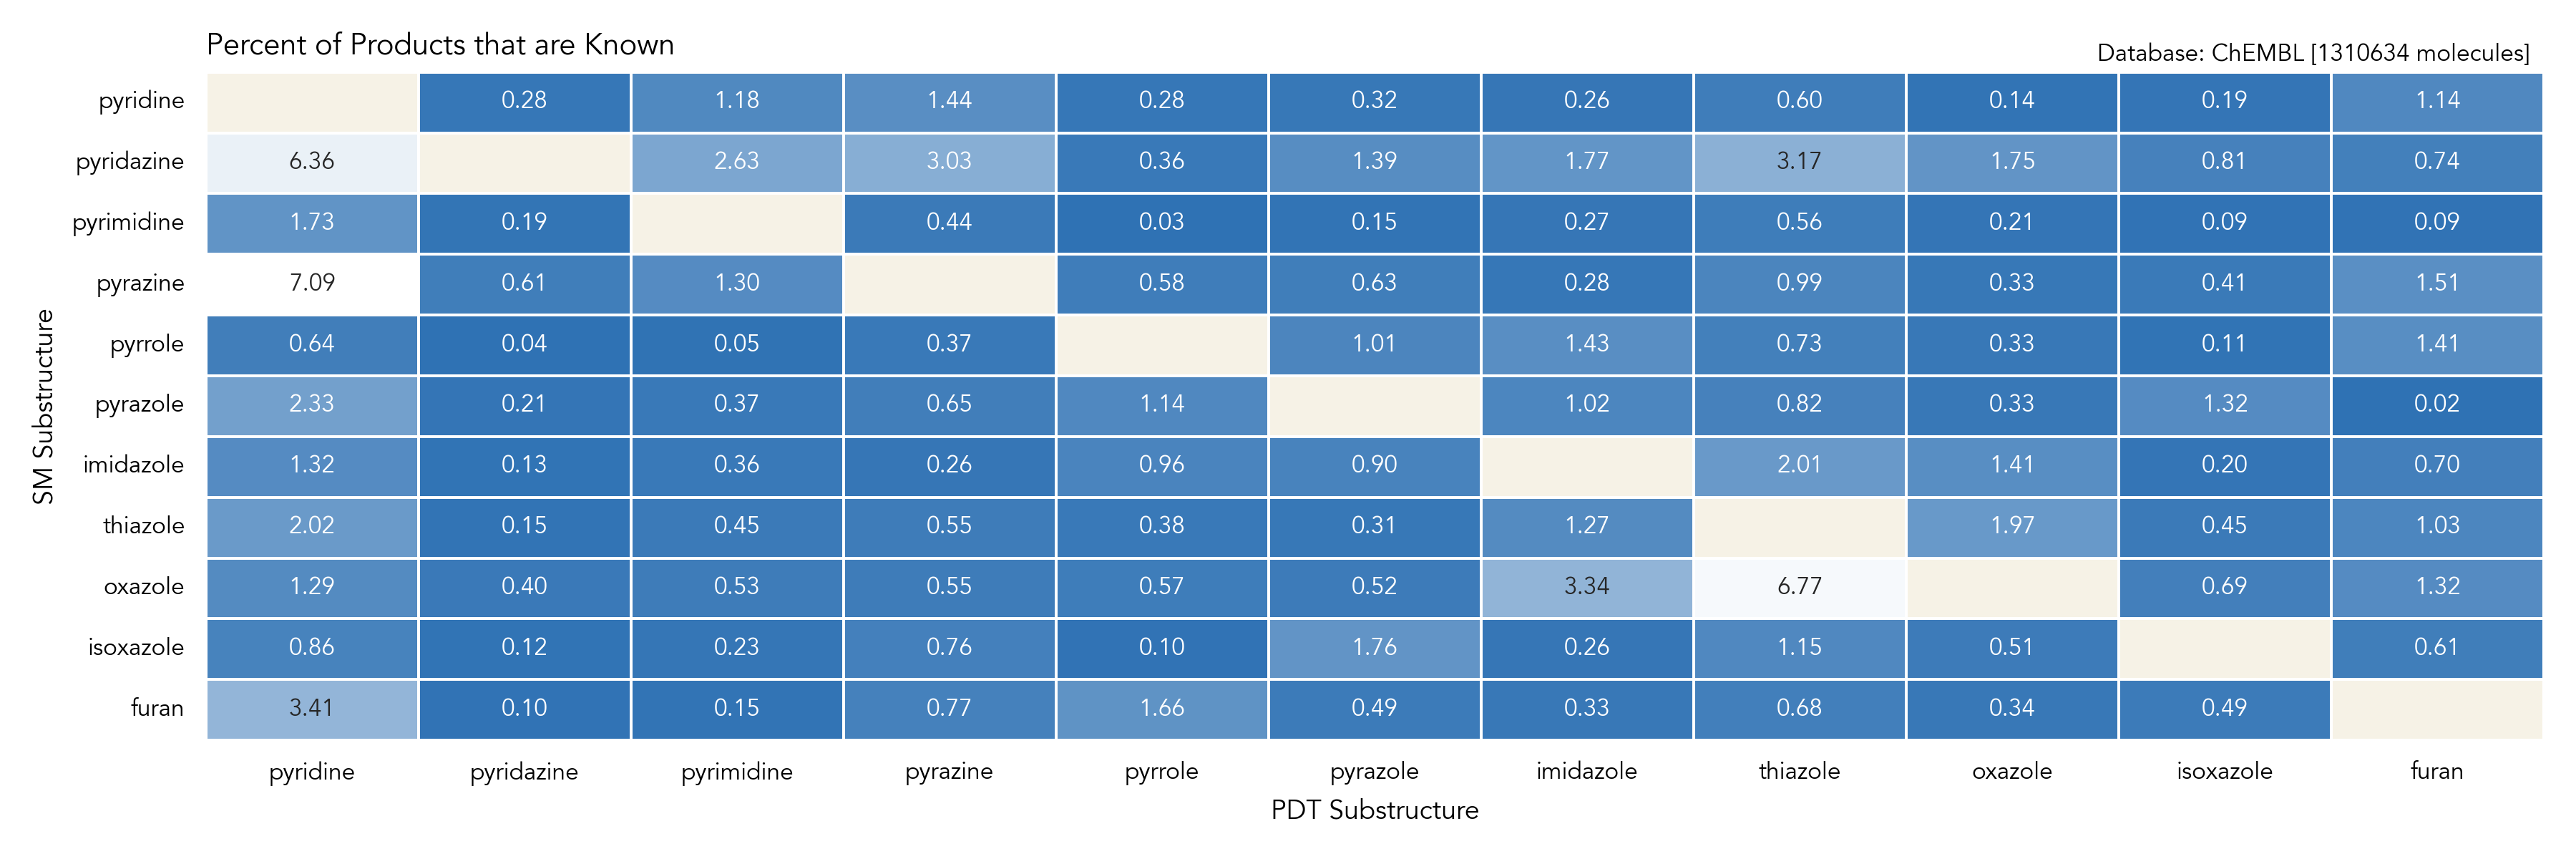 Percent of Products that are Known
Database: ChEMBL [1310634 molecules]
SM Substructure
pyridine 0.28 1.18 1.44 0.28 0.32 0.26 0.60 0.14 0.19 1.14
pyridazine 6.36 2.63 3.03 0.36 1.39 1.77 3.17 1.75 0.81 0.74
pyrimidine 1.73 0.19 0.44 0.03 0.15 0.27 0.56 0.21 0.09 0.09
pyrazine 7.09 0.61 1.30 0.58 0.63 0.28 0.99 0.33 0.41 1.51
pyrrole 0.64 0.04 0.05 0.37 1.01 1.43 0.73 0.33 0.11 1.41
pyrazole 2.33 0.21 0.37 0.65 1.14 1.02 0.82 0.33 1.32 0.02
imidazole 1.32 0.13 0.36 0.26 0.96 0.90 2.01 1.41 0.20 0.70
thiazole 2.02 0.15 0.45 0.55 0.38 0.31 1.27 1.97 0.45 1.03
oxazole 1.29 0.40 0.53 0.55 0.57 0.52 3.34 6.77 0.69 1.32
isoxazole 0.86 0.12 0.23 0.76 0.10 1.76 0.26 1.15 0.51 0.61
furan 3.41 0.10 0.15 0.77 1.66 0.49 0.33 0.68 0.34 0.49
pyridine pyridazine pyrimidine pyrazine pyrrole pyrazole imidazole thiazole oxazole isoxazole furan
PDT Substructure